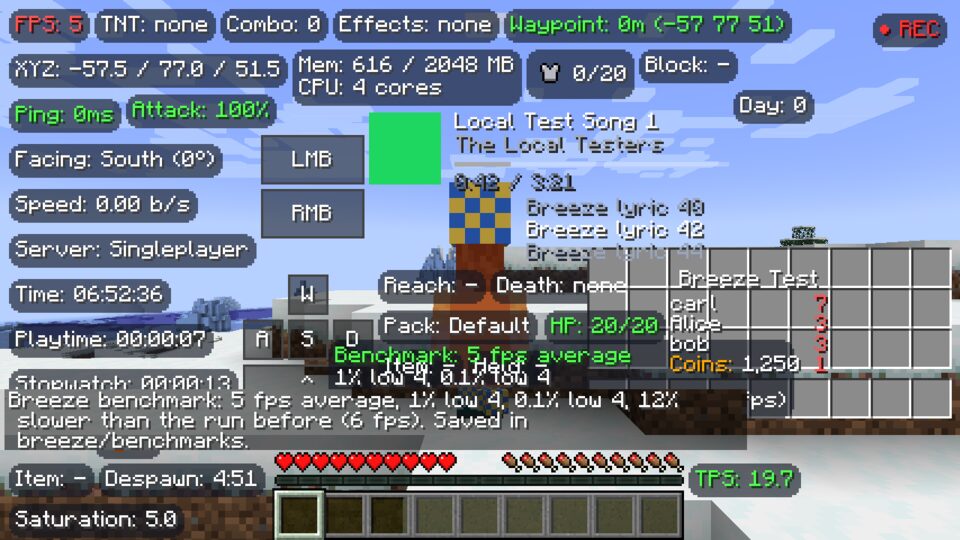 FPS: 5
TNT: none
Combo: 0
Effects: none
Waypoint: 0m (-57 77 51)
REC
XYZ: -57.5 / 77.0 / 51.5
Mem: 616 / 2048 MB
CPU: 4 cores
0/20
Block: -
Day: 0
Ping: 0ms
Attack: 100%
Local Test Song 1
The Local Testers
0:42 / 3:21
LMB
RMB
Facing: South (0°)
Speed: 0.00 b/s
Breeze lyric 40
Breeze lyric 42
Breeze lyric 44
Server: Singleplayer
Time: 06:52:36
W
Reach: -
Death: none
Breeze Test
carl 7
Alice 3
bob 3
Coins: 1,250 1
Playtime: 00:00:07
A
S
D
Pack: Default
HP: 20/20
Benchmark: 5 fps average
1% low 4, 0.1% low 4
Item: -
Held: -
Stopwatch: 00:00:13
^
Breeze benchmark: 5 fps average, 1% low 4, 0.1% low 4, 12%
slower than the run before (6 fps). Saved in
breeze/benchmarks.
fps)
Item: -
Despawn: 4:51
TPS: 19.7
Saturation: 5.0